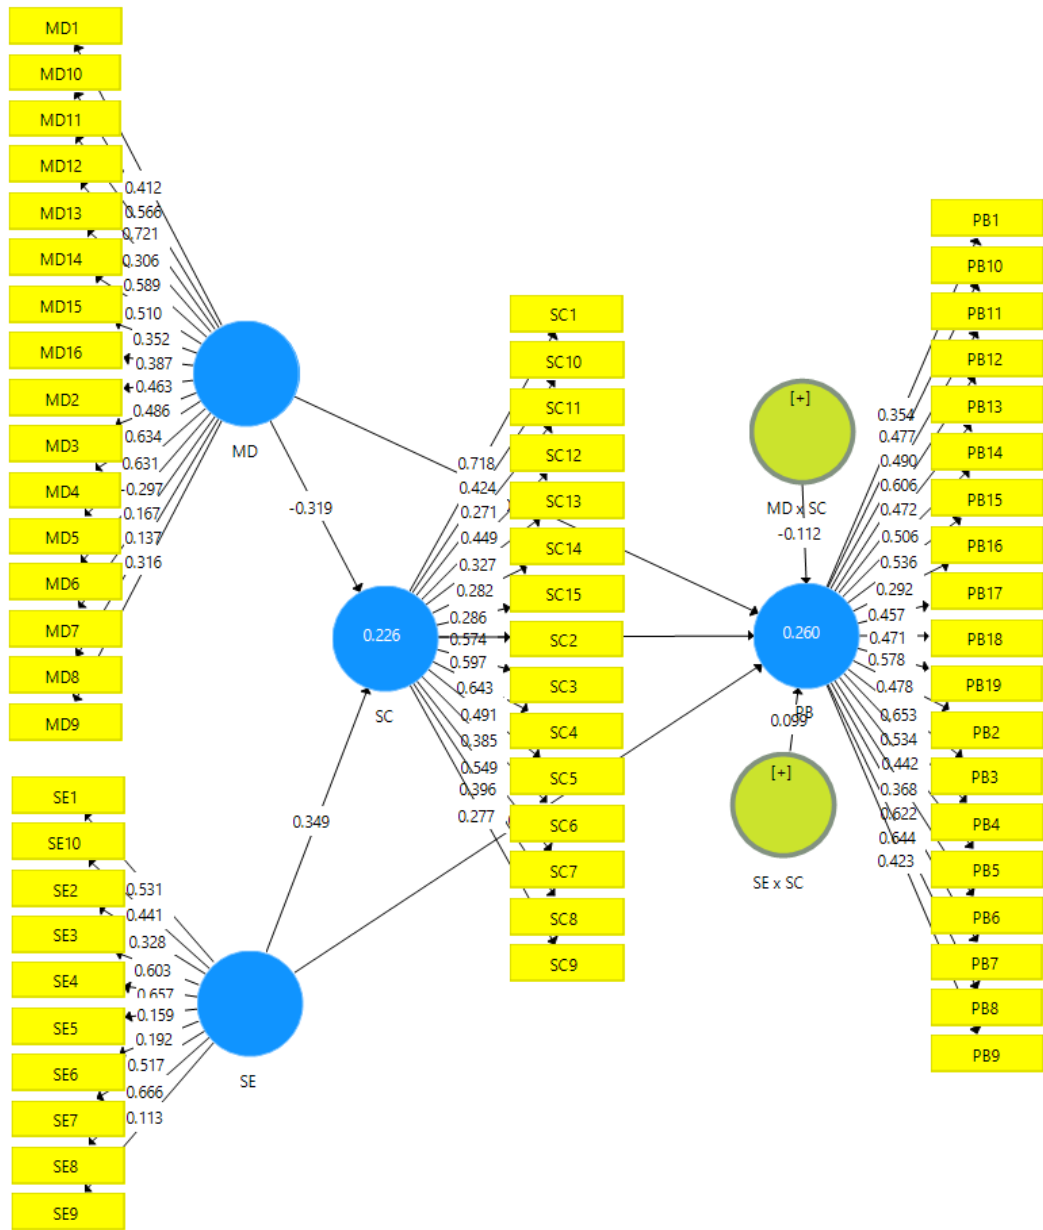 MD1
MD10
MD11
MD12
MD13
MD14
MD15
MD16
MD2
MD3
MD4
MD5
MD6
MD7
MD8
MD9
0.412
0.566
0.721
0.306
0.589
0.510
0.352
0.387
0.463
0.486
0.634
0.631
-0.297
0.167
0.137
0.316
MD
-0.319
SE1
SE10
SE2
SE3
SE4
SE5
SE6
SE7
SE8
SE9
0.531
0.441
0.328
0.603
0.657
-0.159
0.192
0.517
0.666
0.113
SE
0.349
0.226
SC
0.718
0.424
0.271
0.449
0.327
0.282
0.286
0.574
0.597
0.643
0.491
0.385
0.549
0.396
0.277
SC1
SC10
SC11
SC12
SC13
SC14
SC15
SC2
SC3
SC4
SC5
SC6
SC7
SC8
SC9
[+]
MD x SC
-0.112
0.260
PB
0.099
[+]
SE x SC
0.354
0.477
0.490
0.606
0.472
0.506
0.536
0.292
0.457
0.471
0.578
0.478
0.653
0.534
0.442
0.368
0.622
0.644
0.423
PB1
PB10
PB11
PB12
PB13
PB14
PB15
PB16
PB17
PB18
PB19
PB2
PB3
PB4
PB5
PB6
PB7
PB8
PB9